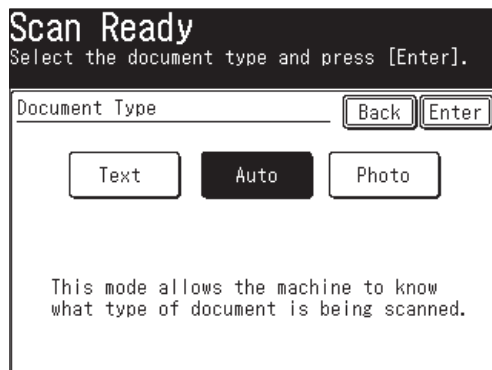 Scan Ready
Select the document type and press [Enter].
Document Type
Back Enter
Text Auto Photo
This mode allows the machine to know
what type of document is being scanned.